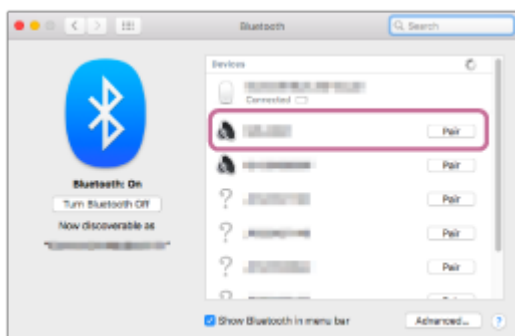 Bluetooth
Search
Devices
Connected
Pair
Pair
Pair
Pair
Pair
Bluetooth: On
Turn Bluetooth Off
Now discoverable as
Show Bluetooth in menu bar
Advanced...
?